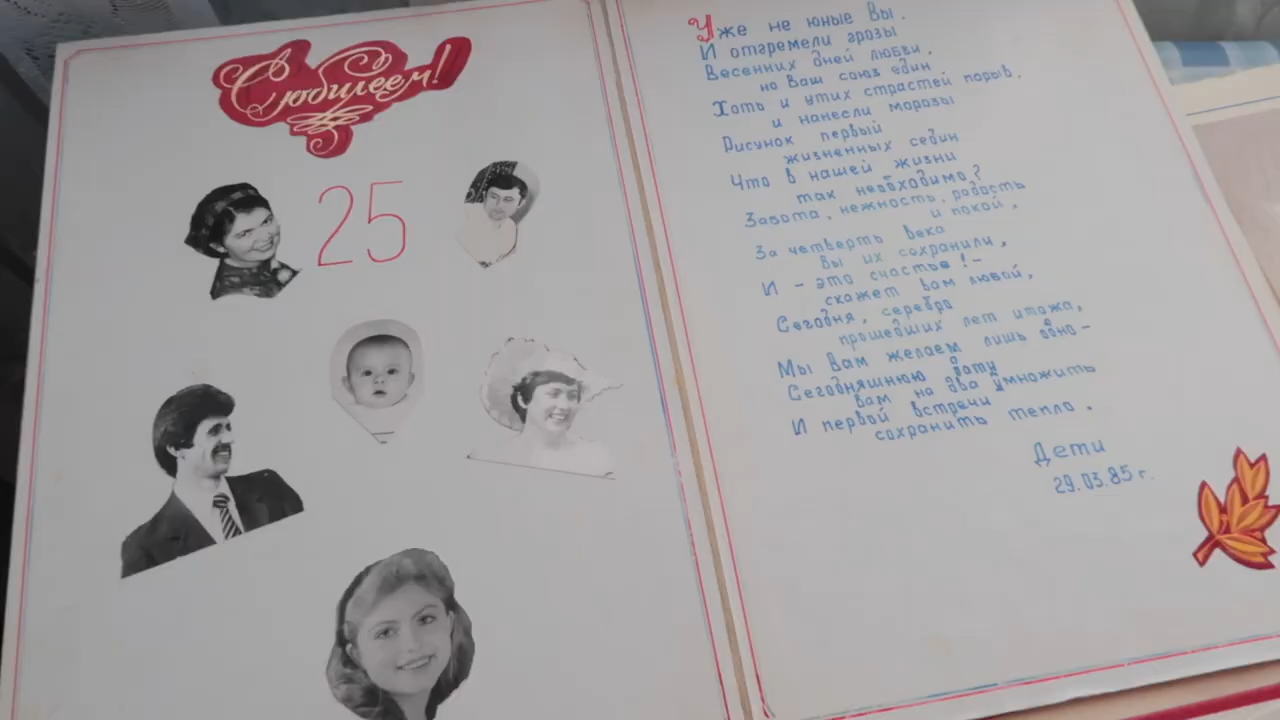 С юбилеем!
25
Уже не юные Вы.
И отгремели грозы
Весенних дней любви.
но Ваш союз един
Хоть и утих страстей порыв,
и нанесли морозы
Рисунок первый
жизненных седин
Что в нашей жизни
так необходимо?
Забота, нежность, радость
и покой.
За четверть века
вы их сохранили,
И - это счастье! -
скажет вам любой,
Сегодня, серебро
прошедших лет итожа,
Мы Вам желаем лишь одно -
Сегодняшнюю дату
вам на два умножить
И первой встречи
сохранить тепло.
Дети
29.03.85 г.